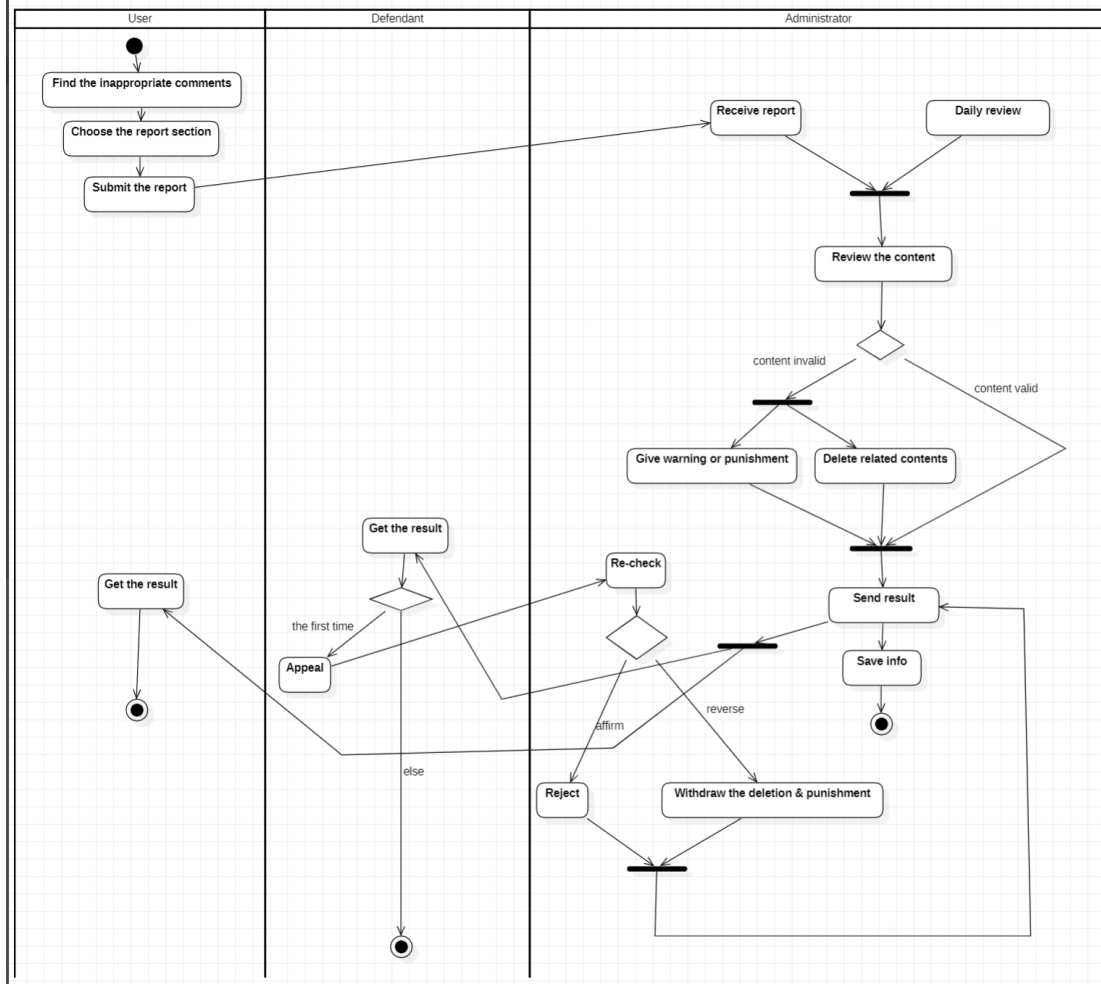 User
Defendant
Administrator
Find the inappropriate comments
Choose the report section
Submit the report
Receive report
Daily review
Review the content
content invalid
content valid
Give warning or punishment
Delete related contents
Get the result
Get the result
the first time
Appeal
else
Re-check
Send result
Save info
affirm
reverse
Reject
Withdraw the deletion & punishment